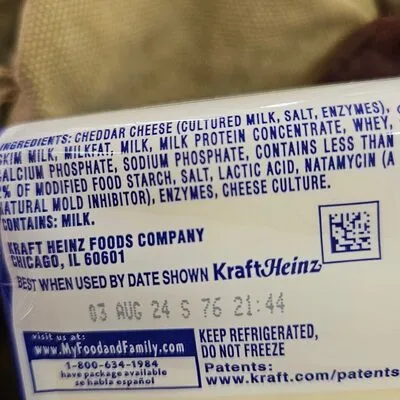 INGREDIENTS: CHEDDAR CHEESE (CULTURED MILK, SALT, ENZYMES),
SKIM MILK, MILKFAT, MILK, MILK PROTEIN CONCENTRATE, WHEY,
CALCIUM PHOSPHATE, SODIUM PHOSPHATE, CONTAINS LESS THAN
2% OF MODIFIED FOOD STARCH, SALT, LACTIC ACID, NATAMYCIN (A
NATURAL MOLD INHIBITOR), ENZYMES, CHEESE CULTURE.
CONTAINS: MILK.
KRAFT HEINZ FOODS COMPANY
CHICAGO, IL 60601
BEST WHEN USED BY DATE SHOWN KraftHeinz
03 AUG 24 S 76 21:44
visit us at:
www.MyFoodandFamily.com
1-800-634-1984
have package available
se habla español
KEEP REFRIGERATED,
DO NOT FREEZE
Patents:
www.kraft.com/patents